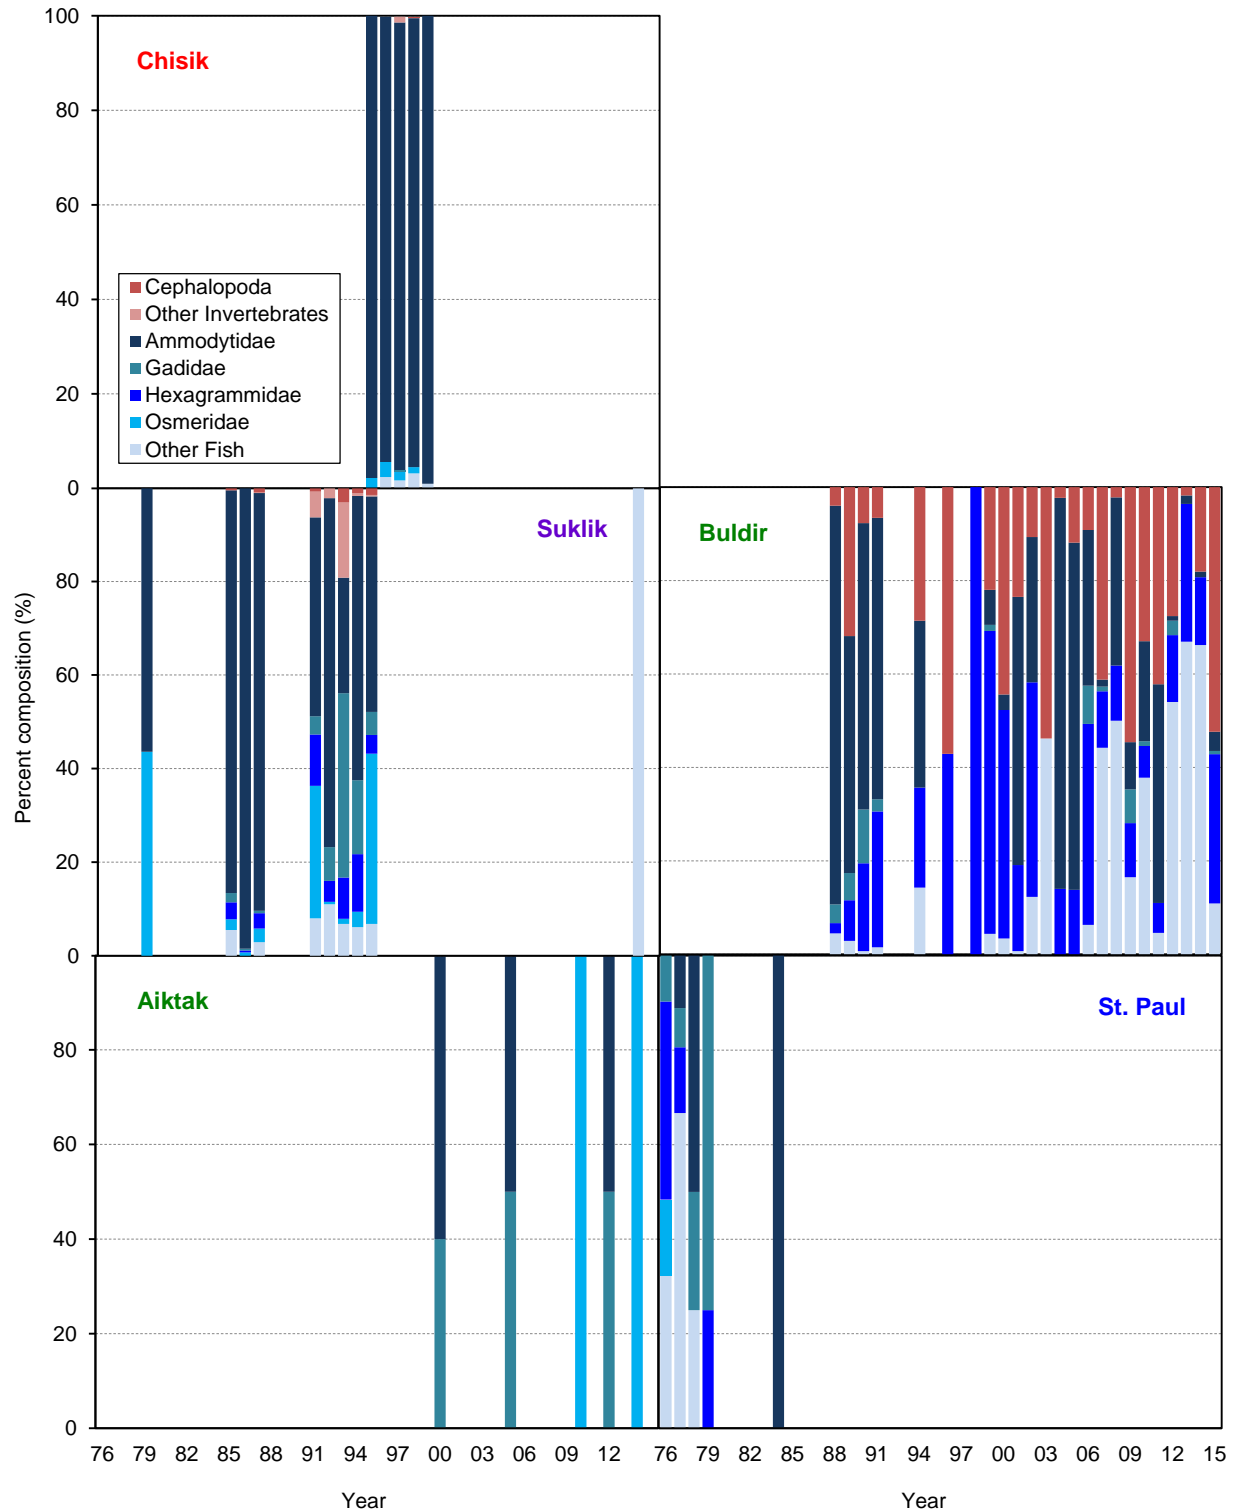 100
80
60
40
20
0
Chisik
Cephalopoda
Other Invertebrates
Ammodytidae
Gadidae
Hexagrammidae
Osmeridae
Other Fish
Percent composition (%)
80
60
40
20
0
Suklik
Buldir
80
60
40
20
0
Aiktak
St. Paul
76 79 82 85 88 91 94 97 00 03 06 09 12
76 79 82 85 88 91 94 97 00 03 06 09 12 15
Year
Year